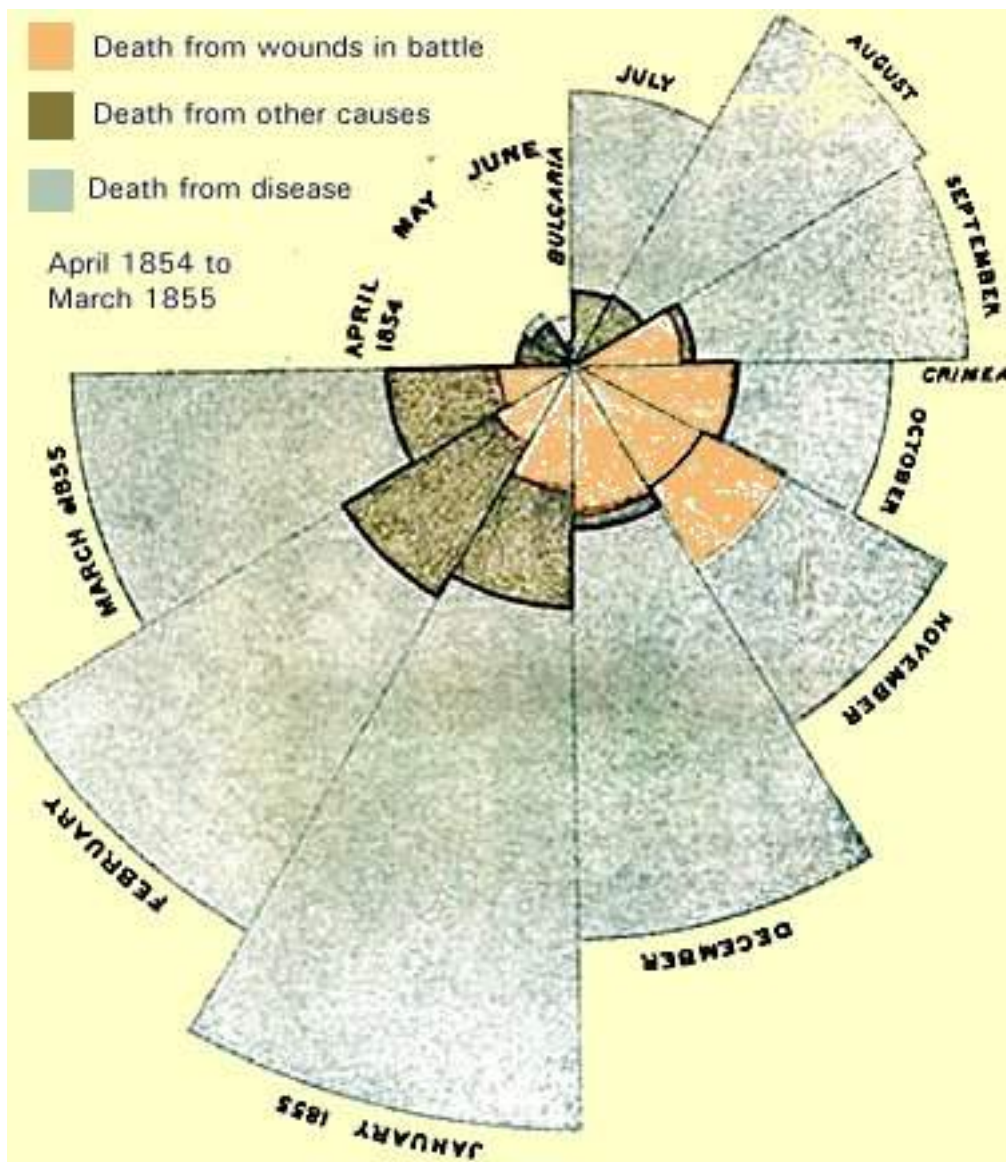 Death from wounds in battle
Death from other causes
Death from disease
April 1854 to
March 1855
APRIL
1854
MAY
JUNE
BULGARIA
JULY
AUGUST
SEPTEMBER
CRIMEA
OCTOBER
NOVEMBER
DECEMBER
JANUARY 1855
FEBRUARY
MARCH 1855